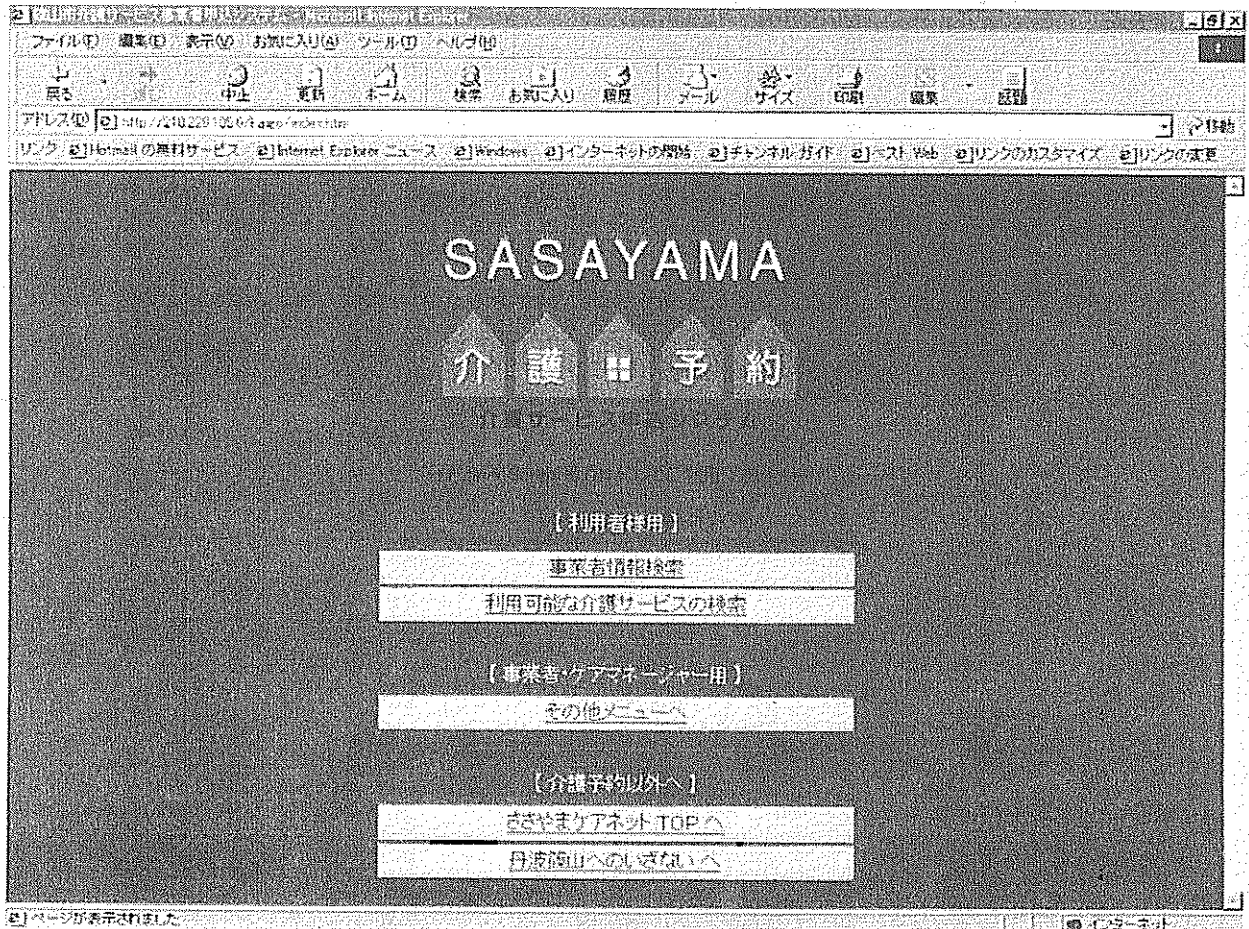 ファイル(F) 編集(E) 表示(V) お気に入り(A) ツール(T) ヘルプ(H)
戻る 中止 更新 ホーム 検索 お気に入り 履歴 メール サイズ 印刷 編集 話題
アドレス(D) 移動
リンク Hotmail の無料サービス Internet Explorer ニュース Windows インターネットの開始 チャンネル ガイド リンクのカスタマイズ リンクの変更
SASAYAMA
介護予約
【 利用者様用 】
事業者情報検索
利用可能な介護サービスの検索
【 事業者・ケアマネージャー用 】
その他メニューへ
【 介護予約以外へ 】
ささやまケアネット TOP へ
丹波篠山へのいざない へ
ページが表示されました
インターネット